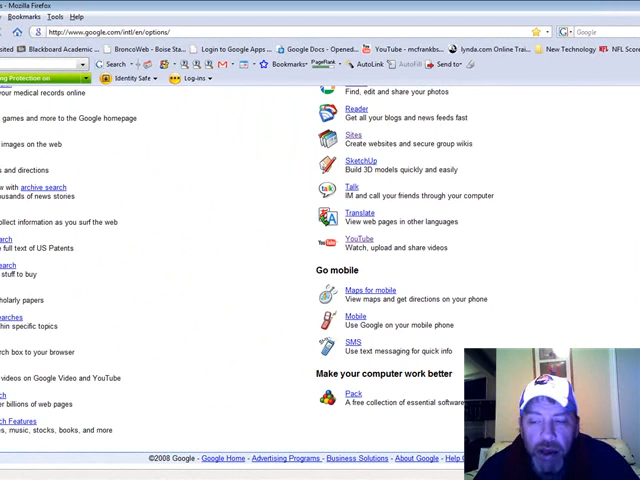 s - Mozilla Firefox
Bookmarks Tools Help
http://www.google.com/intl/en/options/
Google
sited Blackboard Academic ... BroncoWeb - Boise Sta... Login to Google Apps ... Google Docs - Opened... YouTube - mcfrankbs... lynda.com Online Trai... New Technology NFL Score
Search Bookmarks PageRank AutoLink AutoFill Send to
ing Protection on Identity Safe Log-ins
your medical records online
games and more to the Google homepage
images on the web
s and directions
w with archive search
ousands of news stories
ollect information as you surf the web
arch
e full text of US Patents
earch
stuff to buy
holarly papers
earches
hin specific topics
rch box to your browser
videos on Google Video and YouTube
ch
er billions of web pages
ch Features
es, music, stocks, books, and more
Find, edit and share your photos
Reader
Get all your blogs and news feeds fast
Sites
Create websites and secure group wikis
SketchUp
Build 3D models quickly and easily
talk
Talk
IM and call your friends through your computer
Translate
View web pages in other languages
YouTube
Watch, upload and share videos
Go mobile
Maps for mobile
View maps and get directions on your phone
Mobile
Use Google on your mobile phone
SMS
Use text messaging for quick info
Make your computer work better
Pack
A free collection of essential software
©2008 Google - Google Home - Advertising Programs - Business Solutions - About Google - Help C